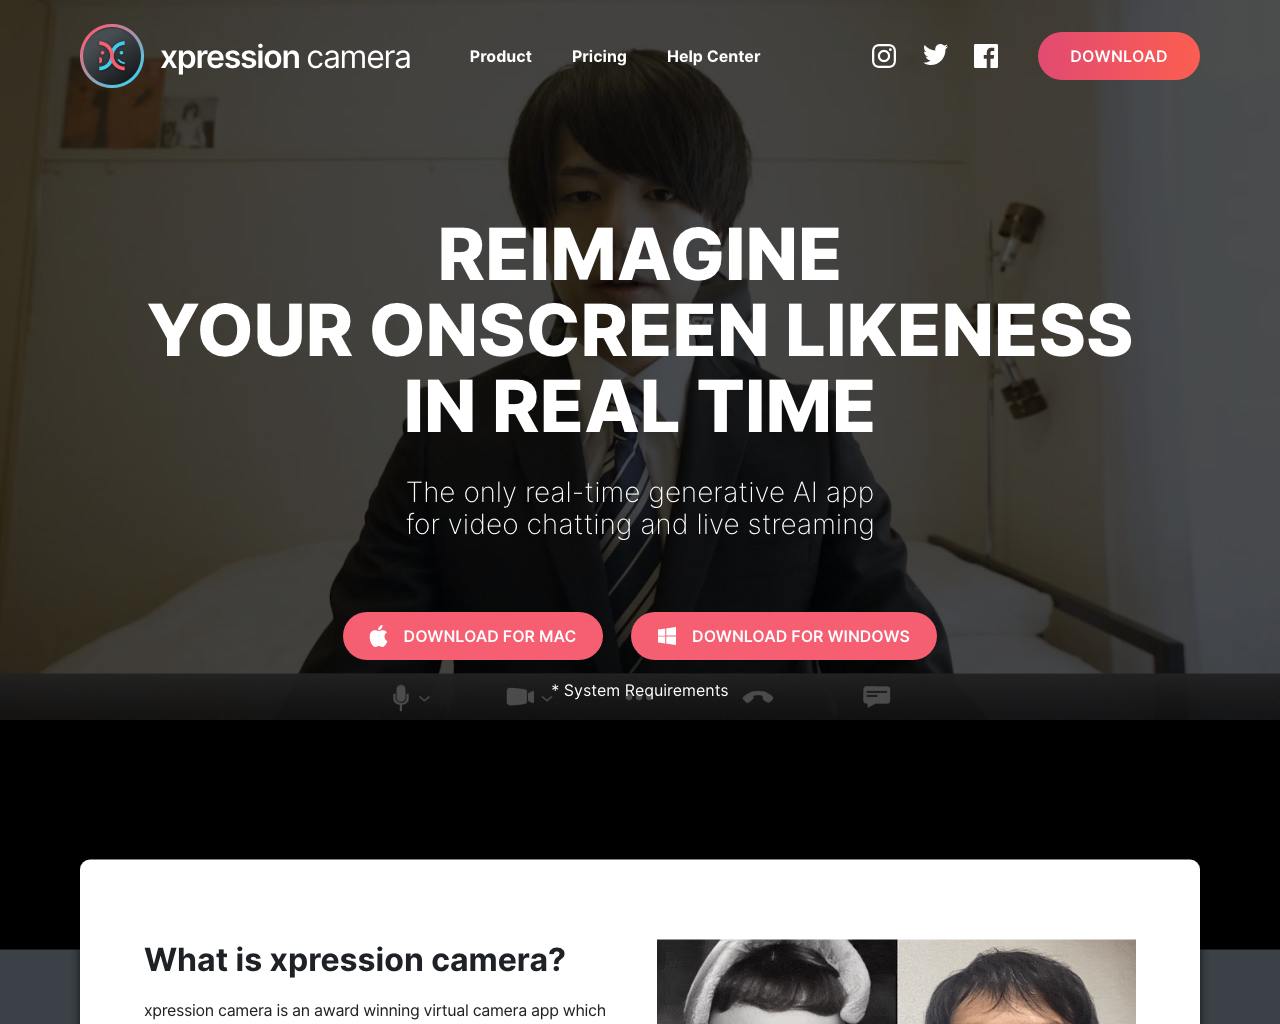 xpression camera
Product
Pricing
Help Center
DOWNLOAD
REIMAGINE
YOUR ONSCREEN LIKENESS
IN REAL TIME
The only real-time generative AI app
for video chatting and live streaming
DOWNLOAD FOR MAC
DOWNLOAD FOR WINDOWS
* System Requirements
What is xpression camera?
xpression camera is an award winning virtual camera app which